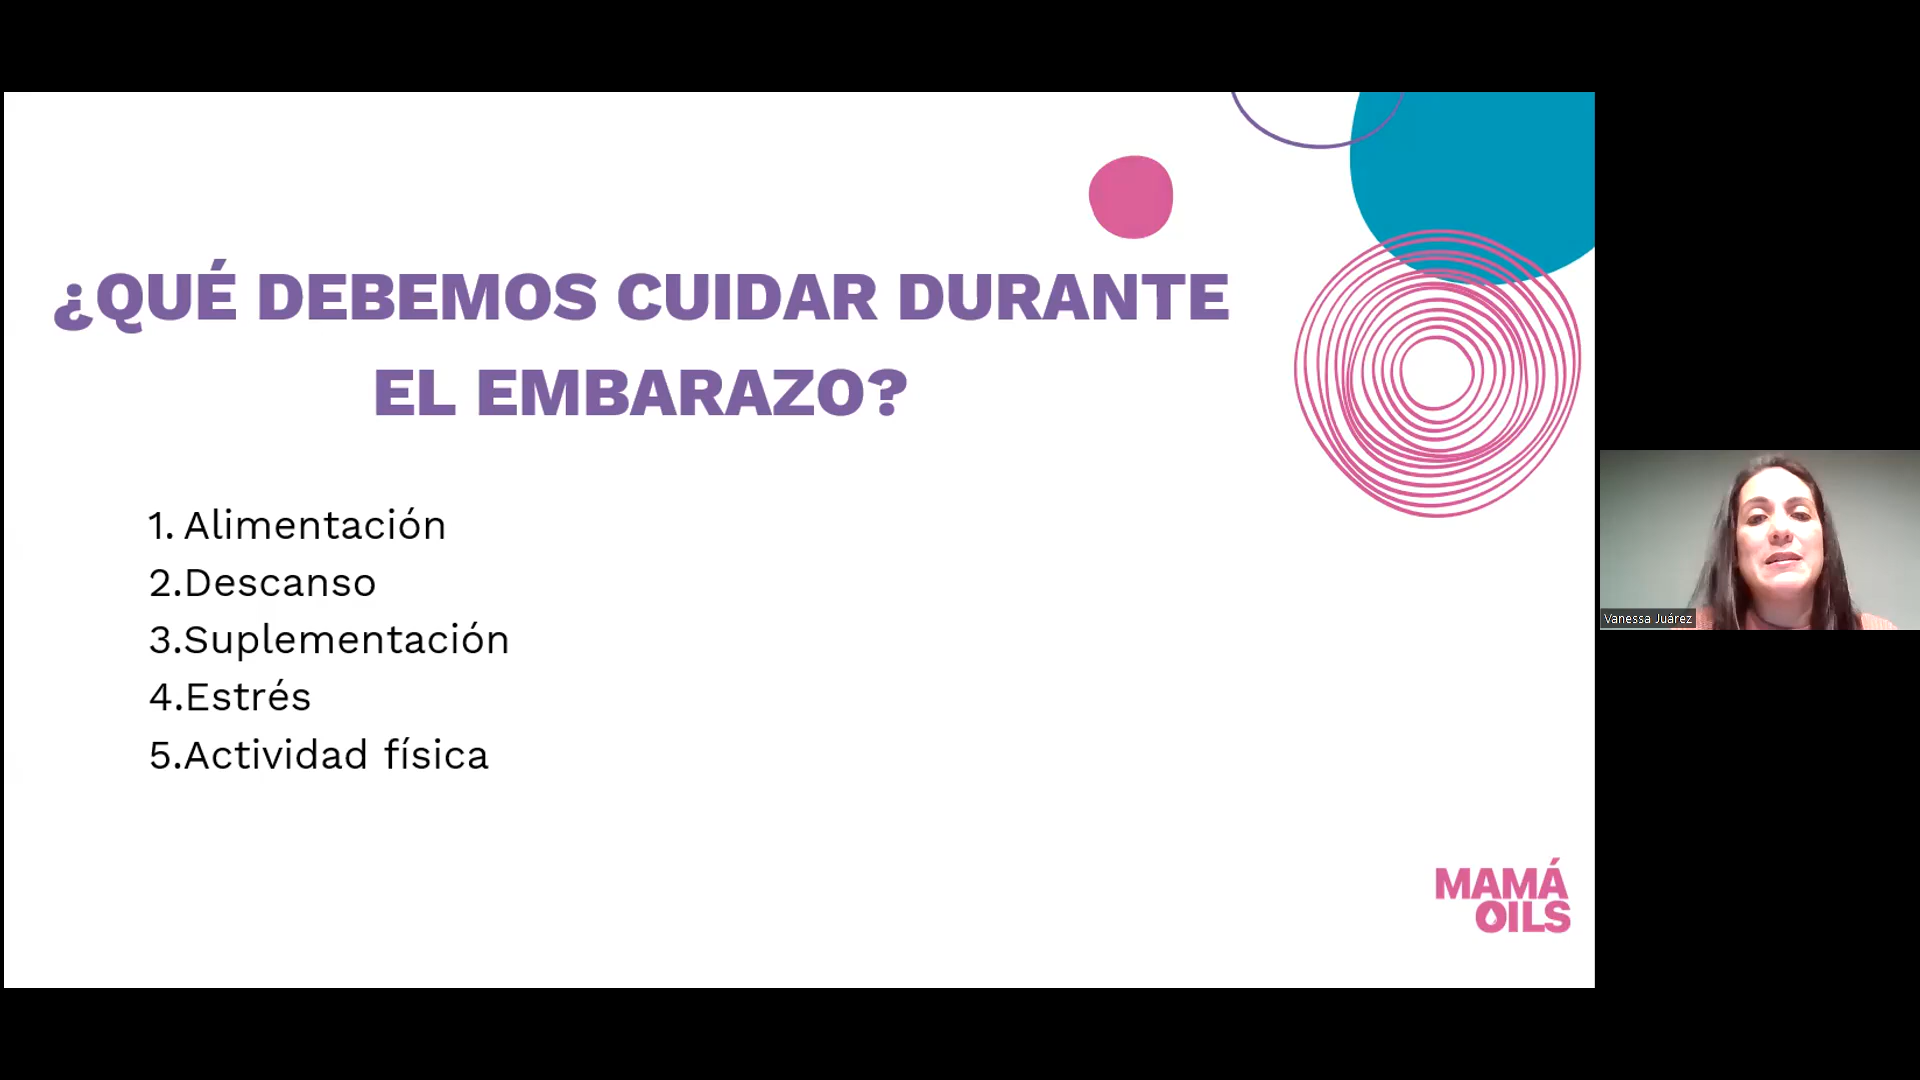 ¿QUÉ DEBEMOS CUIDAR DURANTE
EL EMBARAZO?
1. Alimentación
2.Descanso
3.Suplementación
4.Estrés
5.Actividad física
Vanessa Juárez
MAMÁ
OILS